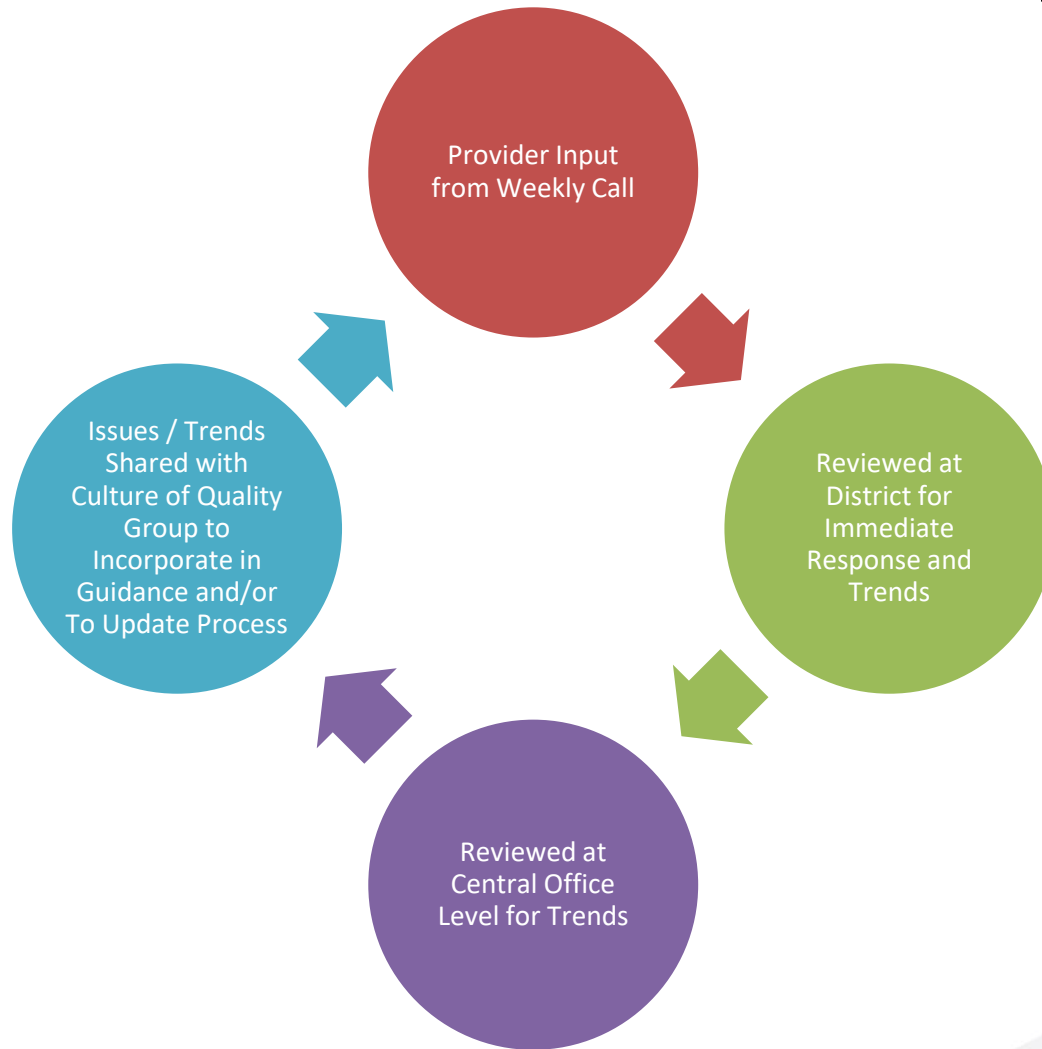 Provider Input
from Weekly Call
Reviewed at
District for
Immediate
Response and
Trends
Reviewed at
Central Office
Level for Trends
Issues / Trends
Shared with
Culture of Quality
Group to
Incorporate in
Guidance and/or
To Update Process